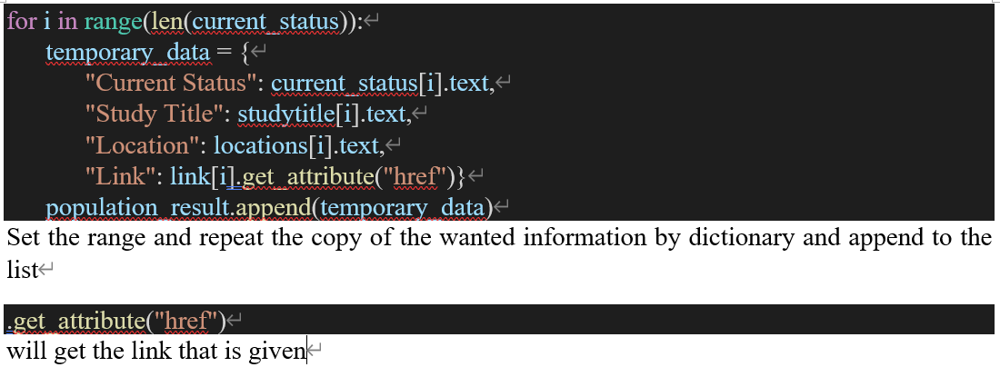 for i in range(len(current_status)):
temporary_data = {
"Current Status": current_status[i].text,
"Study Title": studytitle[i].text,
"Location": locations[i].text,
"Link": link[i].get_attribute("href")}
population_result.append(temporary_data)
Set the range and repeat the copy of the wanted information by dictionary and append to the
list
.get_attribute("href")
will get the link that is given